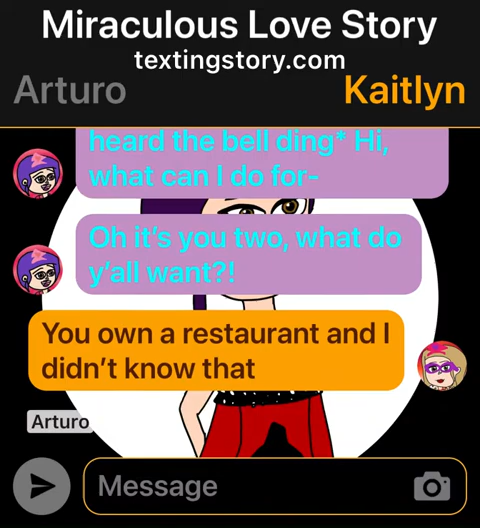 Miraculous Love Story
textingstory.com
Arturo Kaitlyn
heard the bell ding* Hi,
what can I do for-
Oh it's you two, what do
y'all want?!
You own a restaurant and I
didn't know that
Arturo
Message